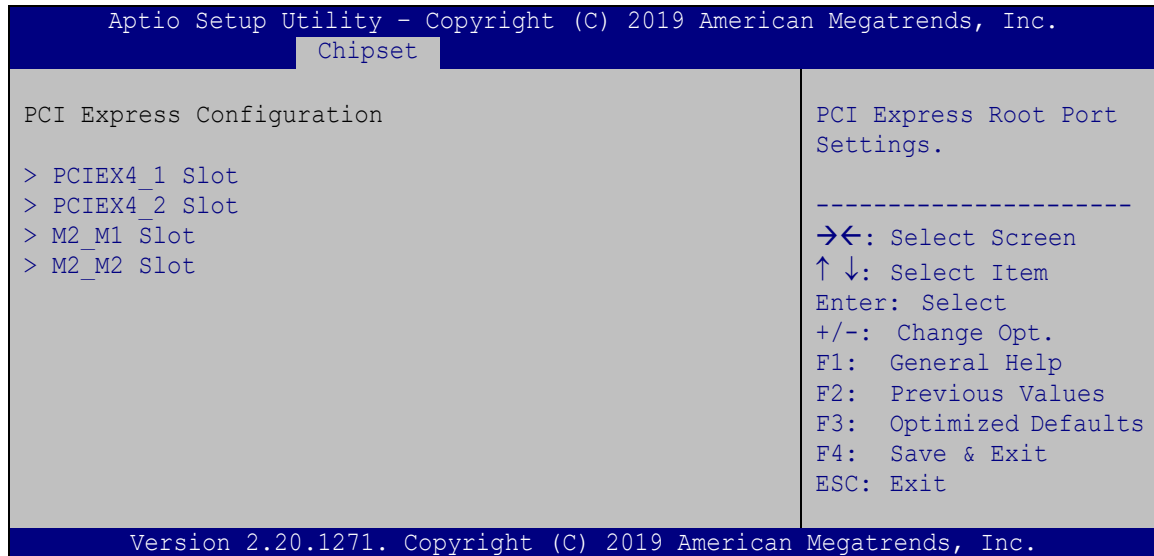 Aptio Setup Utility – Copyright (C) 2019 American Megatrends, Inc.
Chipset
PCI Express Configuration
> PCIEX4_1 Slot
> PCIEX4_2 Slot
> M2_M1 Slot
> M2_M2 Slot
PCI Express Root Port
Settings.
----------------------
→←: Select Screen
↑ ↓: Select Item
Enter: Select
+/-: Change Opt.
F1: General Help
F2: Previous Values
F3: Optimized Defaults
F4: Save & Exit
ESC: Exit
Version 2.20.1271. Copyright (C) 2019 American Megatrends, Inc.